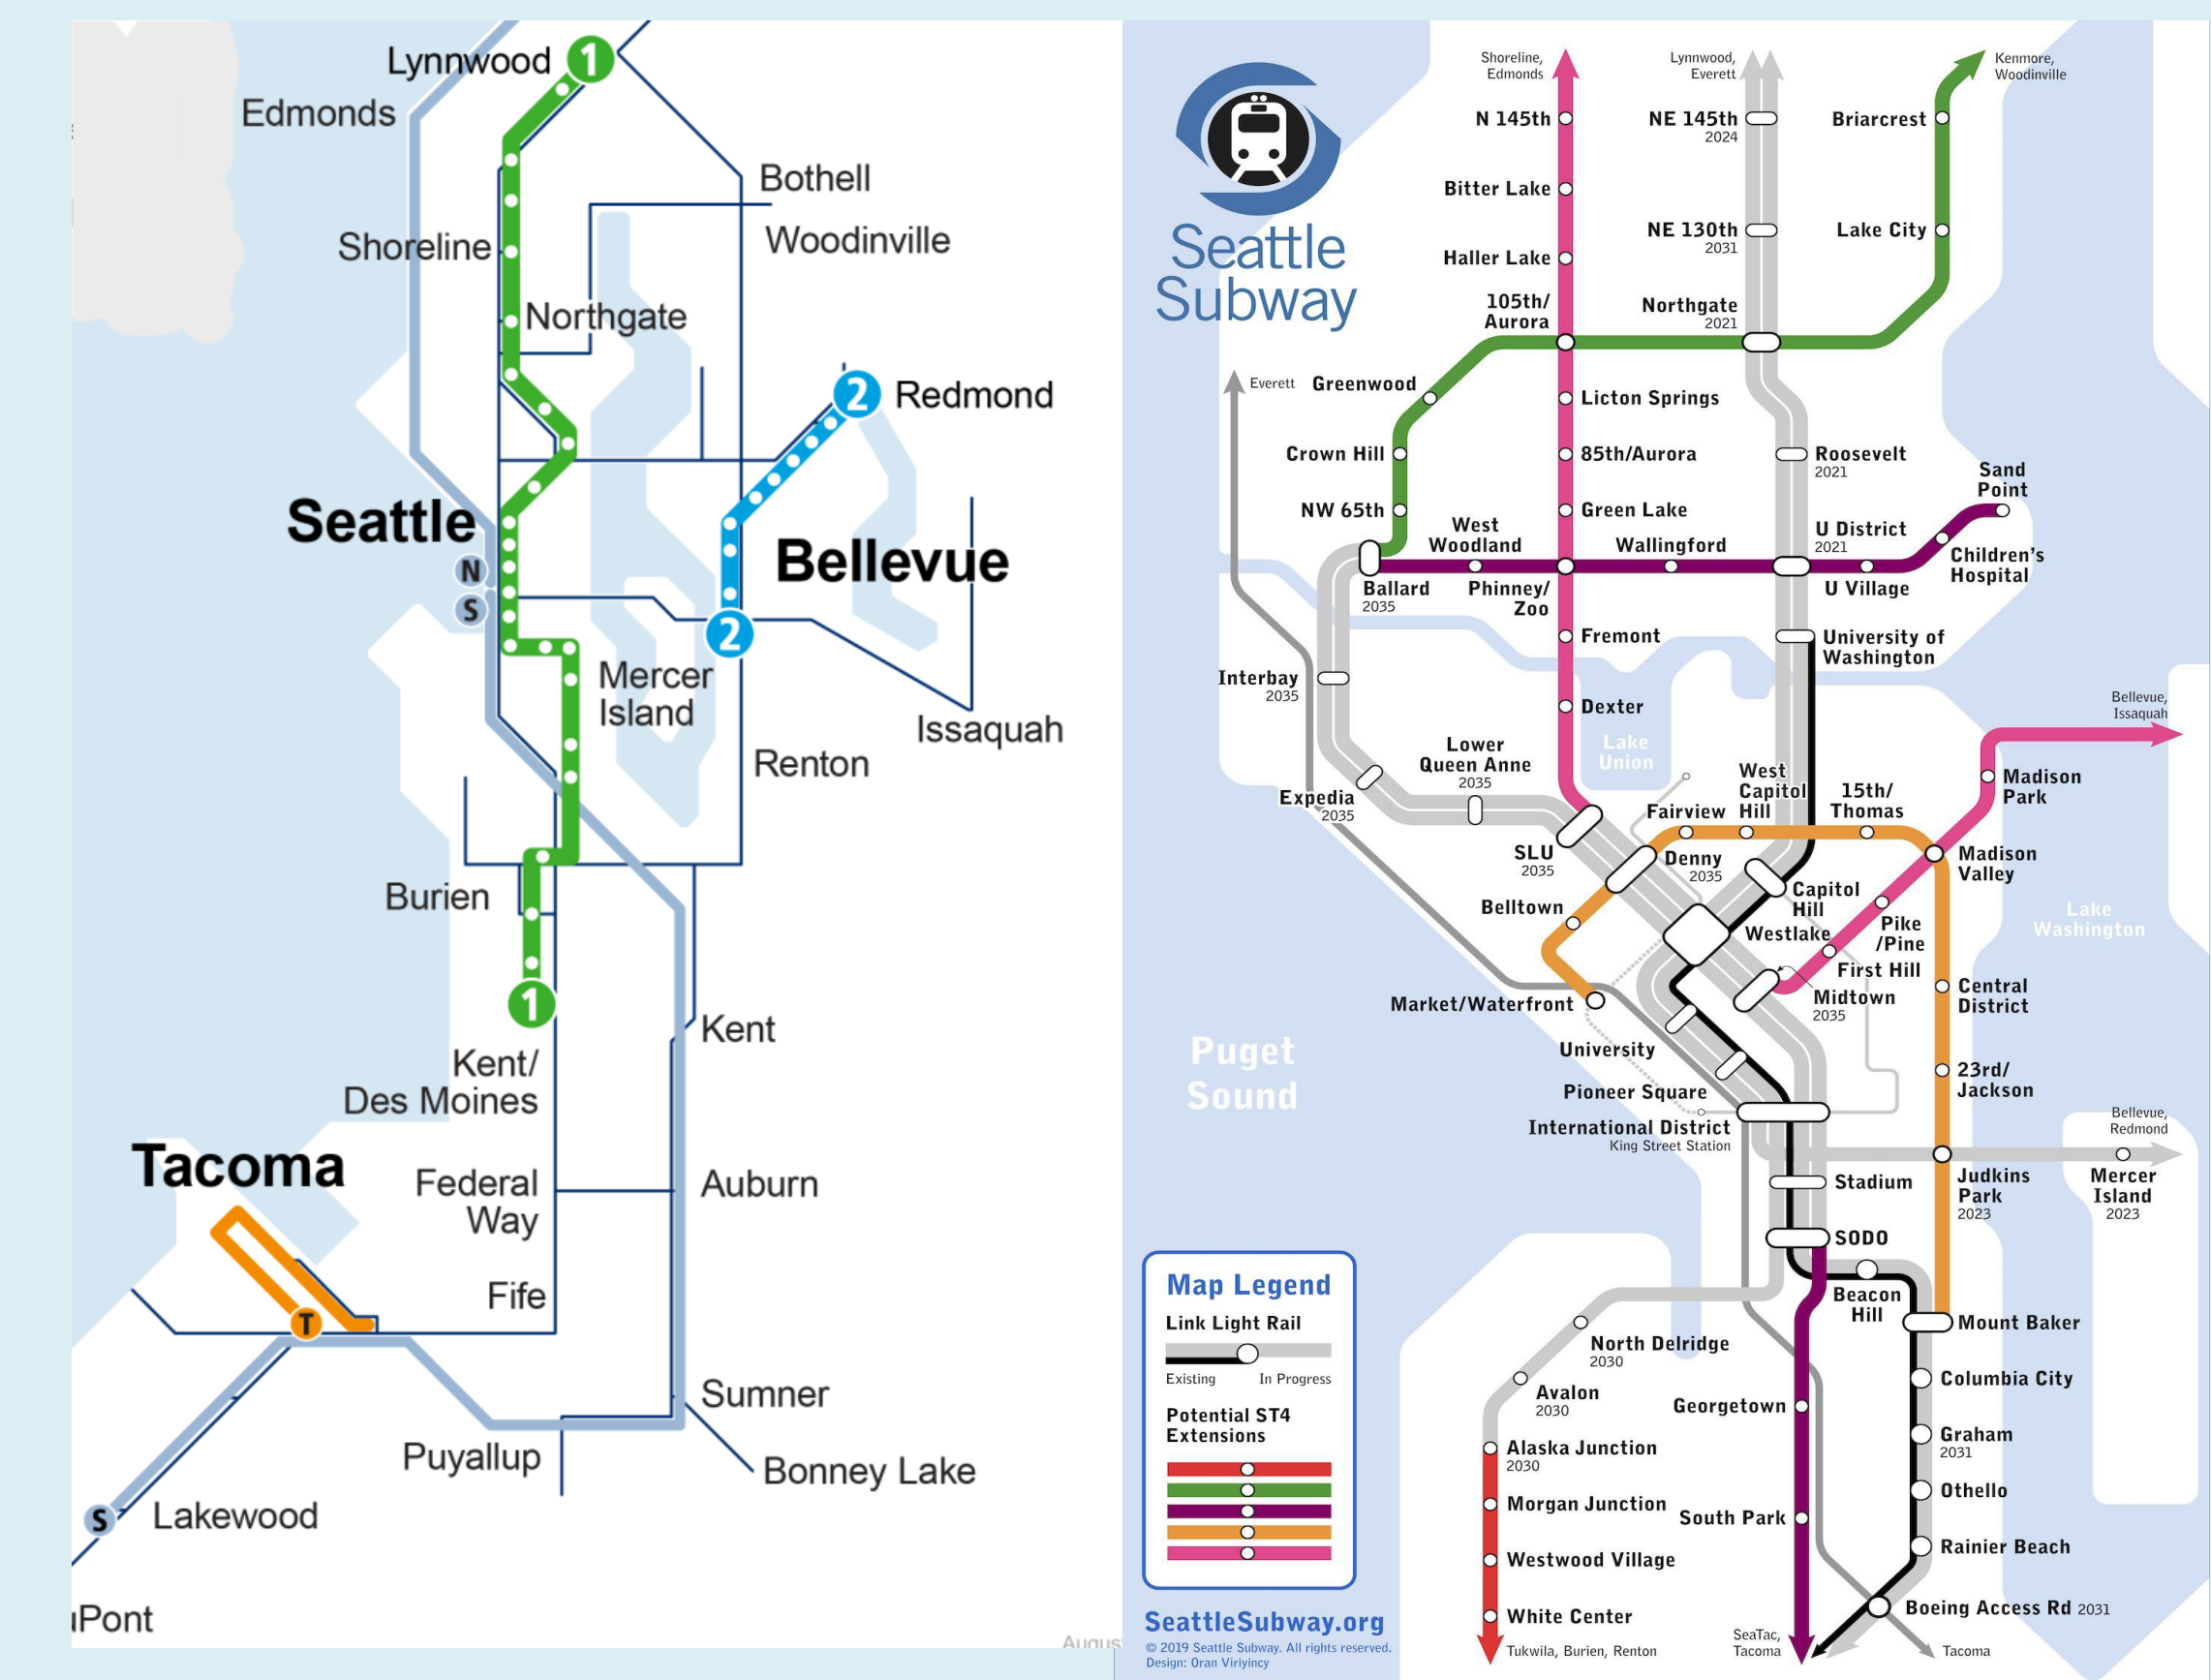 Lynnwood
1
Edmonds
Bothell
Shoreline
Woodinville
Northgate
2
Redmond
Seattle
N
Bellevue
S
2
Mercer
Island
Issaquah
Renton
Burien
1
Kent
Kent/
Des Moines
Tacoma
Federal
Way
Auburn
Fife
T
Sumner
Puyallup
Bonney Lake
S
Lakewood
Pont
Augus
Seattle
Subway
Shoreline,
Edmonds
Lynnwood,
Everett
Kenmore,
Woodinville
N 145th
NE 145th
2024
Briarcrest
Bitter Lake
NE 130th
2031
Lake City
Haller Lake
105th/
Aurora
Northgate
2021
Everett
Greenwood
Licton Springs
Crown Hill
85th/Aurora
Roosevelt
2021
Sand
Point
NW 65th
Green Lake
West
Woodland
Wallingford
U District
2021
Children's
Hospital
Ballard
2035
Phinney/
Zoo
U Village
Fremont
University of
Washington
Interbay
2035
Dexter
Bellevue,
Issaquah
Lake
Union
Lower
Queen Anne
2035
West
Capitol
Hill
15th/
Thomas
Madison
Park
Expedia
2035
Fairview
SLU
2035
Denny
2035
Madison
Valley
Capitol
Hill
Belltown
Pike
/Pine
Lake
Washington
Westlake
First Hill
Market/Waterfront
Midtown
2035
Central
District
Puget
Sound
University
23rd/
Jackson
Pioneer Square
International District
King Street Station
Bellevue,
Redmond
Stadium
Judkins
Park
2023
Mercer
Island
2023
SODO
Beacon
Hill
Mount Baker
North Delridge
2030
Columbia City
Avalon
2030
Georgetown
Graham
2031
Alaska Junction
2030
Othello
Morgan Junction
South Park
Westwood Village
Rainier Beach
White Center
Boeing Access Rd 2031
Tukwila, Burien, Renton
SeaTac,
Tacoma
Tacoma
Map Legend
Link Light Rail
Existing
In Progress
Potential ST4
Extensions
SeattleSubway.org
© 2019 Seattle Subway. All rights reserved.
Design: Oran Viriyincy